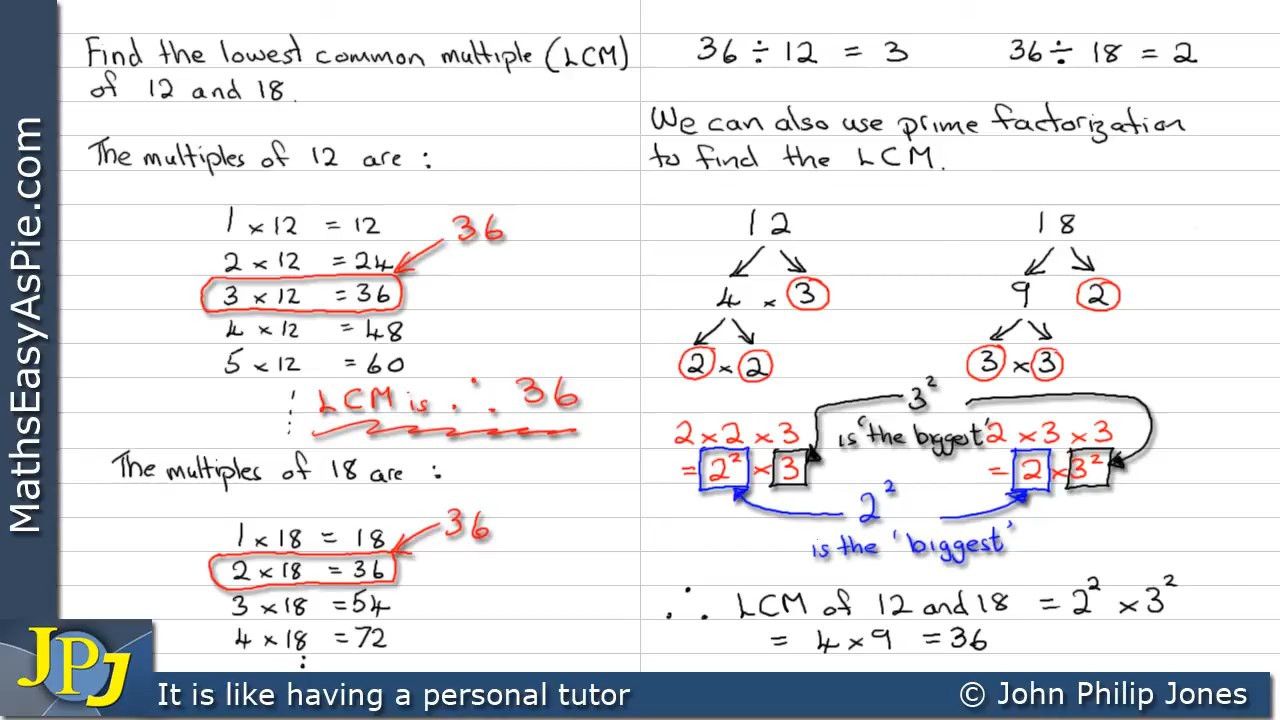 MathsEasyAsPie.com
Find the lowest common multiple (LCM)
of 12 and 18.
The multiples of 12 are :
1 × 12 = 12
36
2 × 12 = 24
3 × 12 = 36
4 × 12 = 48
5 × 12 = 60
⋮
LCM is ∴ 36
The multiples of 18 are :
1 × 18 = 18
36
2 × 18 = 36
3 × 18 = 54
4 × 18 = 72
⋮
36 ÷ 12 = 3
36 ÷ 18 = 2
We can also use prime factorization
to find the LCM.
12
4 × 3
2 × 2
18
9 2
3 × 3
3²
is 'the biggest'
2 × 2 × 3
= 2² × 3
2 × 3 × 3
= 2 × 3²
2²
is the 'biggest'
∴ LCM of 12 and 18 = 2² × 3²
= 4 × 9 = 36
JPJ
It is like having a personal tutor
© John Philip Jones